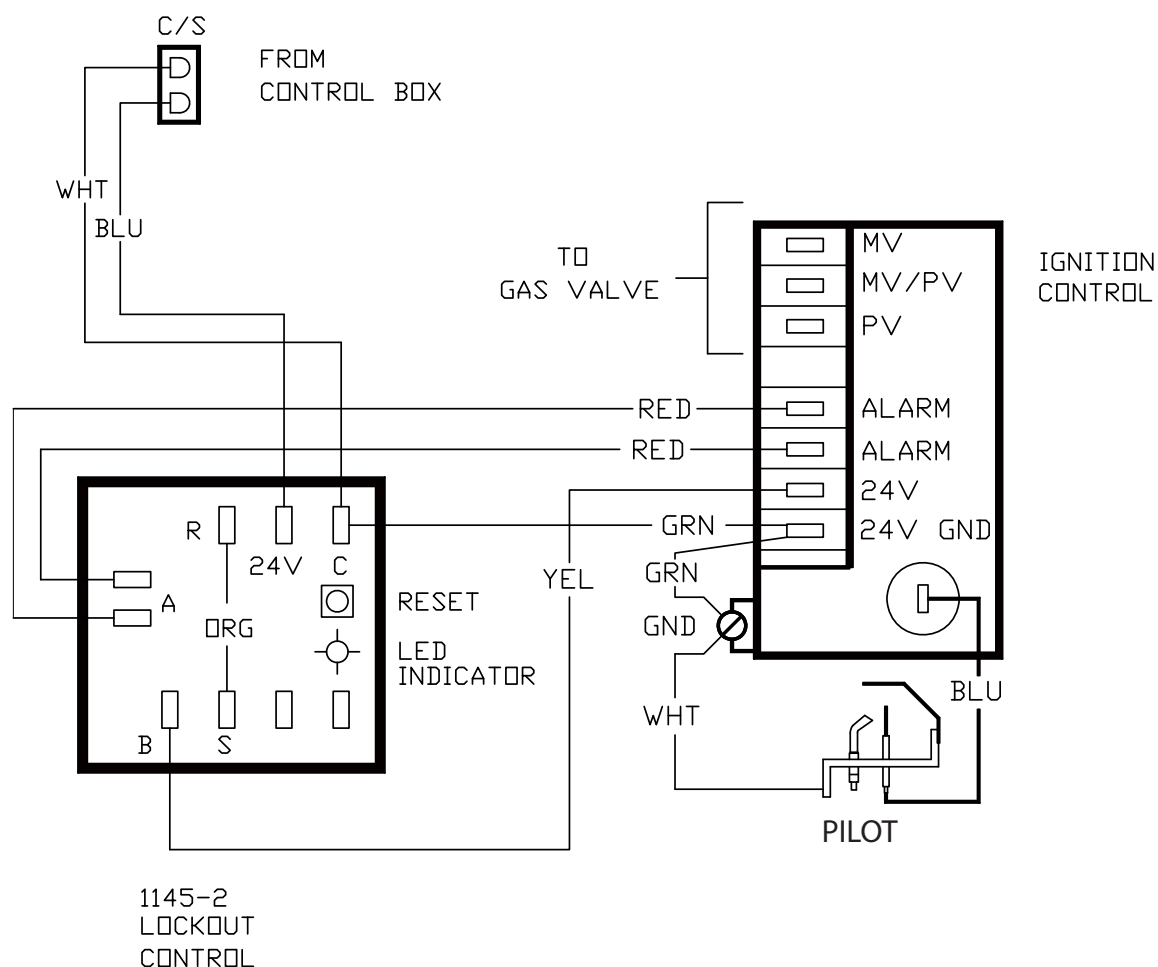 C/S
FROM
CONTROL BOX
WHT
BLU
TO
GAS VALVE
MV
MV/PV
PV
IGNITION
CONTROL
RED
ALARM
RED
ALARM
24V
GRN
24V GND
R
24V
C
YEL
GRN
A
RESET
ORG
GND
LED
INDICATOR
BLU
WHT
B
S
PILOT
1145-2
LOCKOUT
CONTROL